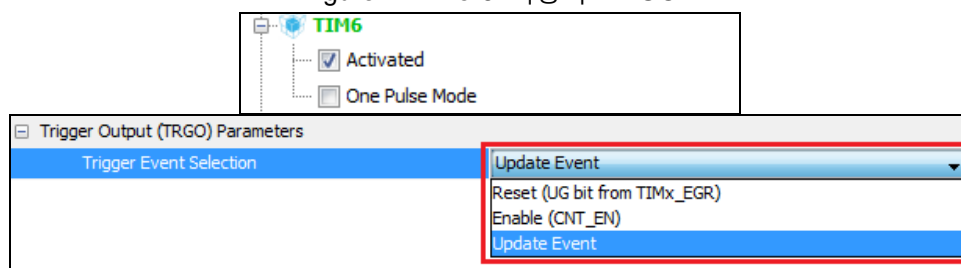 TIM6
Activated
One Pulse Mode
Trigger Output (TRGO) Parameters
Trigger Event Selection
Update Event
Reset (UG bit from TIMx_EGR)
Enable (CNT_EN)
Update Event